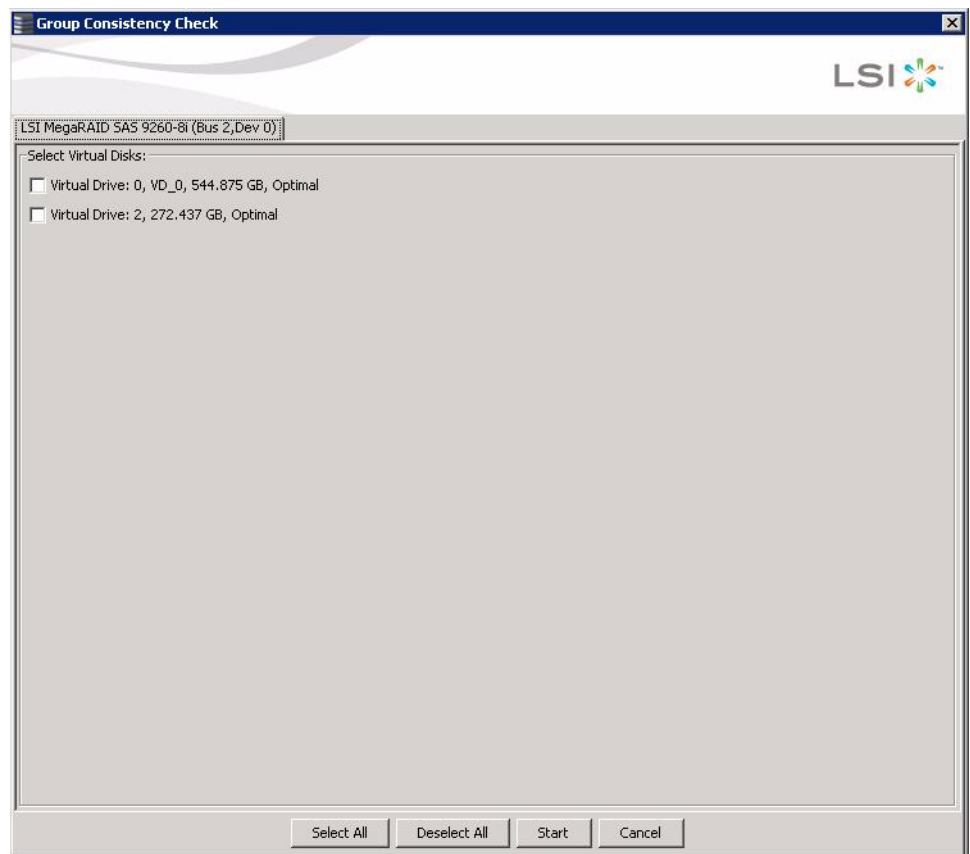 Group Consistency Check
LSI
LSI MegaRAID SAS 9260-8i (Bus 2,Dev 0)
Select Virtual Disks:
Virtual Drive: 0, VD_0, 544.875 GB, Optimal
Virtual Drive: 2, 272.437 GB, Optimal
Select All Deselect All Start Cancel